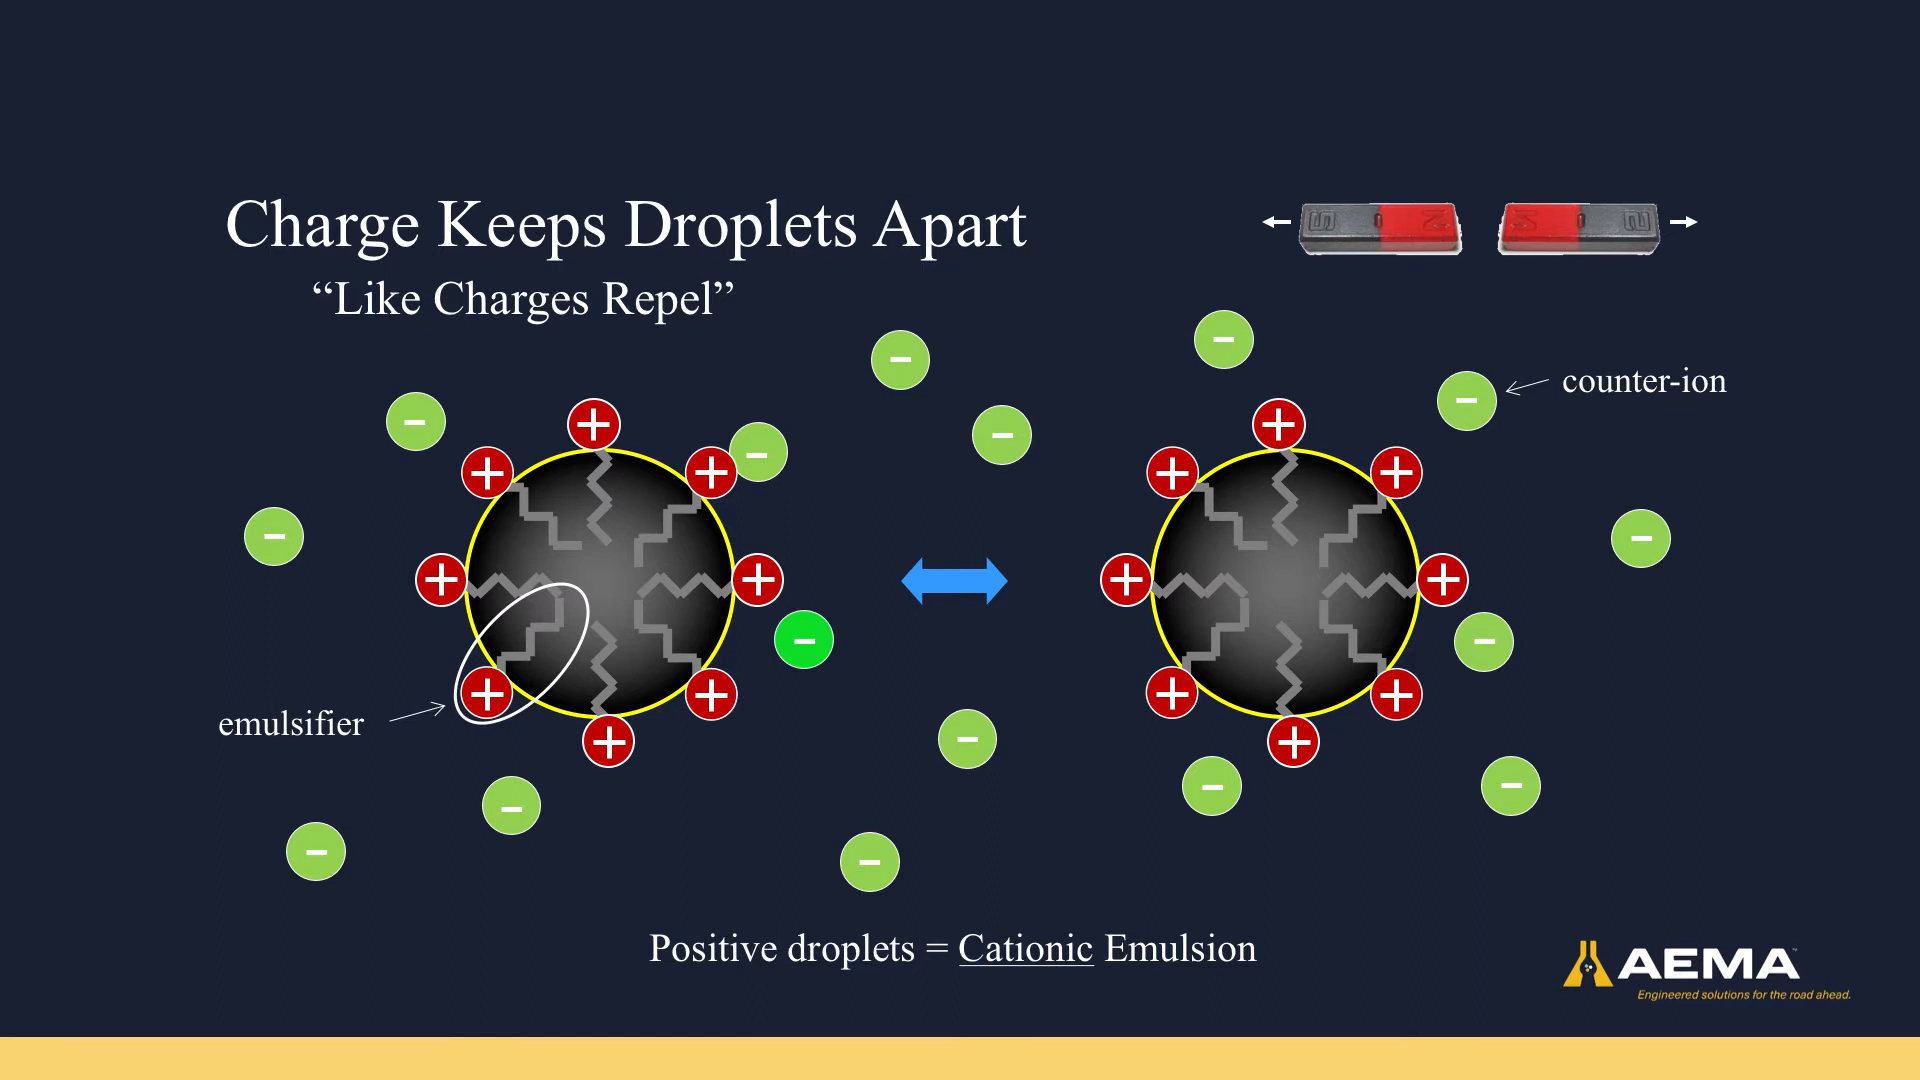 Charge Keeps Droplets Apart
“Like Charges Repel”
S N N S
counter-ion
emulsifier
Positive droplets = Cationic Emulsion
AEMA™
Engineered solutions for the road ahead.